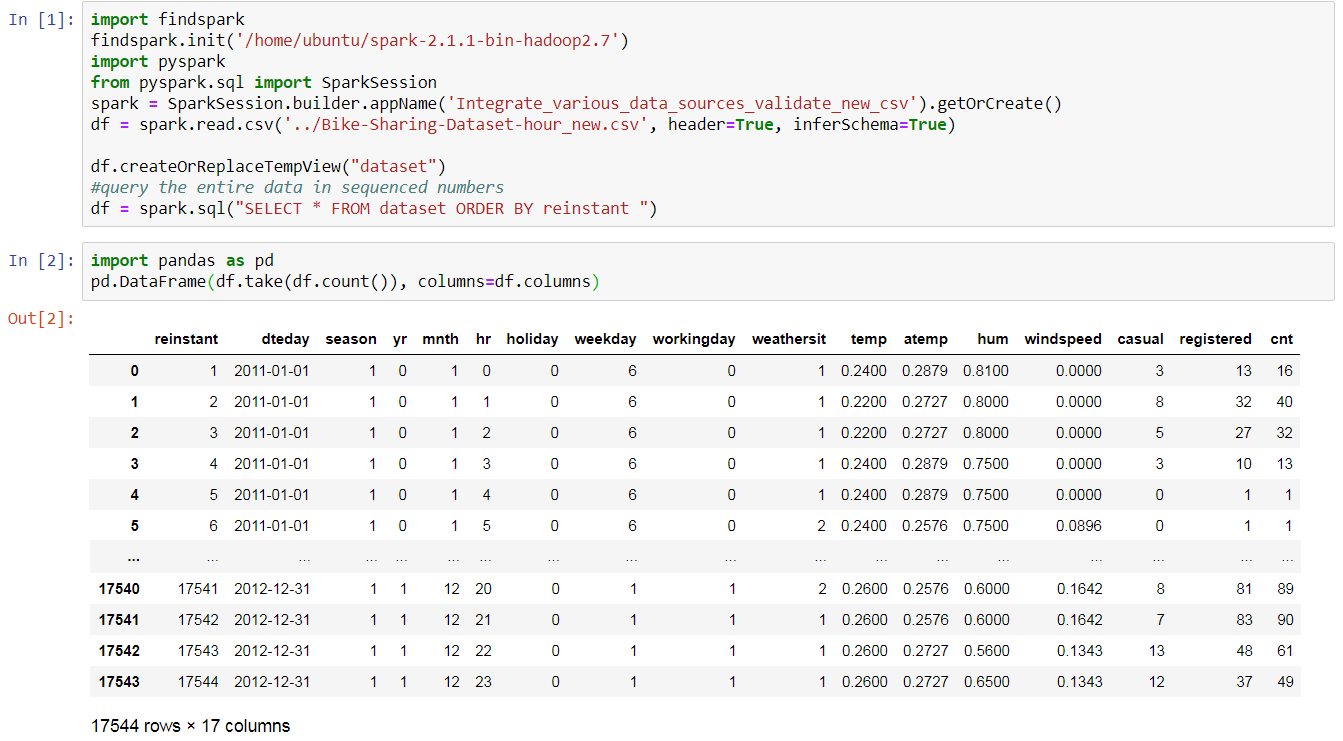 In [1]: import findspark
findspark.init('/home/ubuntu/spark-2.1.1-bin-hadoop2.7')
import pyspark
from pyspark.sql import SparkSession
spark = SparkSession.builder.appName('Integrate_various_data_sources_validate_new_csv').getOrCreate()
df = spark.read.csv('../Bike-Sharing-Dataset-hour_new.csv', header=True, inferSchema=True)
df.createOrReplaceTempView("dataset")
#query the entire data in sequenced numbers
df = spark.sql("SELECT * FROM dataset ORDER BY reinstant ")
In [2]: import pandas as pd
pd.DataFrame(df.take(df.count()), columns=df.columns)
Out[2]:
reinstant dteday season yr mnth hr holiday weekday workingday weathersit temp atemp hum windspeed casual registered cnt
0 1 2011-01-01 1 0 1 0 0 6 0 1 0.2400 0.2879 0.8100 0.0000 3 13 16
1 2 2011-01-01 1 0 1 1 0 6 0 1 0.2200 0.2727 0.8000 0.0000 8 32 40
2 3 2011-01-01 1 0 1 2 0 6 0 1 0.2200 0.2727 0.8000 0.0000 5 27 32
3 4 2011-01-01 1 0 1 3 0 6 0 1 0.2400 0.2879 0.7500 0.0000 3 10 13
4 5 2011-01-01 1 0 1 4 0 6 0 1 0.2400 0.2879 0.7500 0.0000 0 1 1
5 6 2011-01-01 1 0 1 5 0 6 0 2 0.2400 0.2576 0.7500 0.0896 0 1 1
... ... ... ... ... ... ... ... ... ... ... ... ... ... ... ... ... ...
17540 17541 2012-12-31 1 1 12 20 0 1 1 2 0.2600 0.2576 0.6000 0.1642 8 81 89
17541 17542 2012-12-31 1 1 12 21 0 1 1 1 0.2600 0.2576 0.6000 0.1642 7 83 90
17542 17543 2012-12-31 1 1 12 22 0 1 1 1 0.2600 0.2727 0.5600 0.1343 13 48 61
17543 17544 2012-12-31 1 1 12 23 0 1 1 1 0.2600 0.2727 0.6500 0.1343 12 37 49
17544 rows × 17 columns